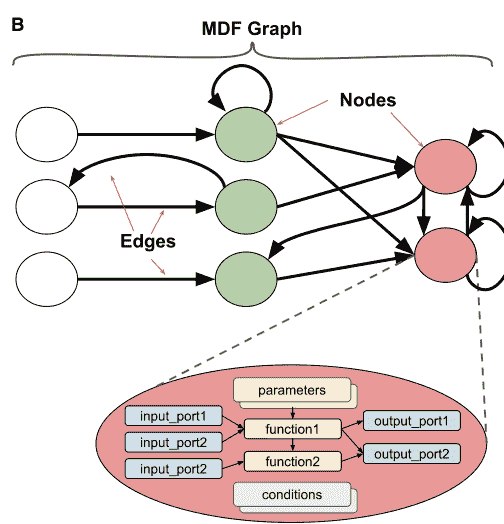 B
MDF Graph
Nodes
Edges
parameters
input_port1
function1
output_port1
input_port2
function2
output_port2
input_port2
conditions